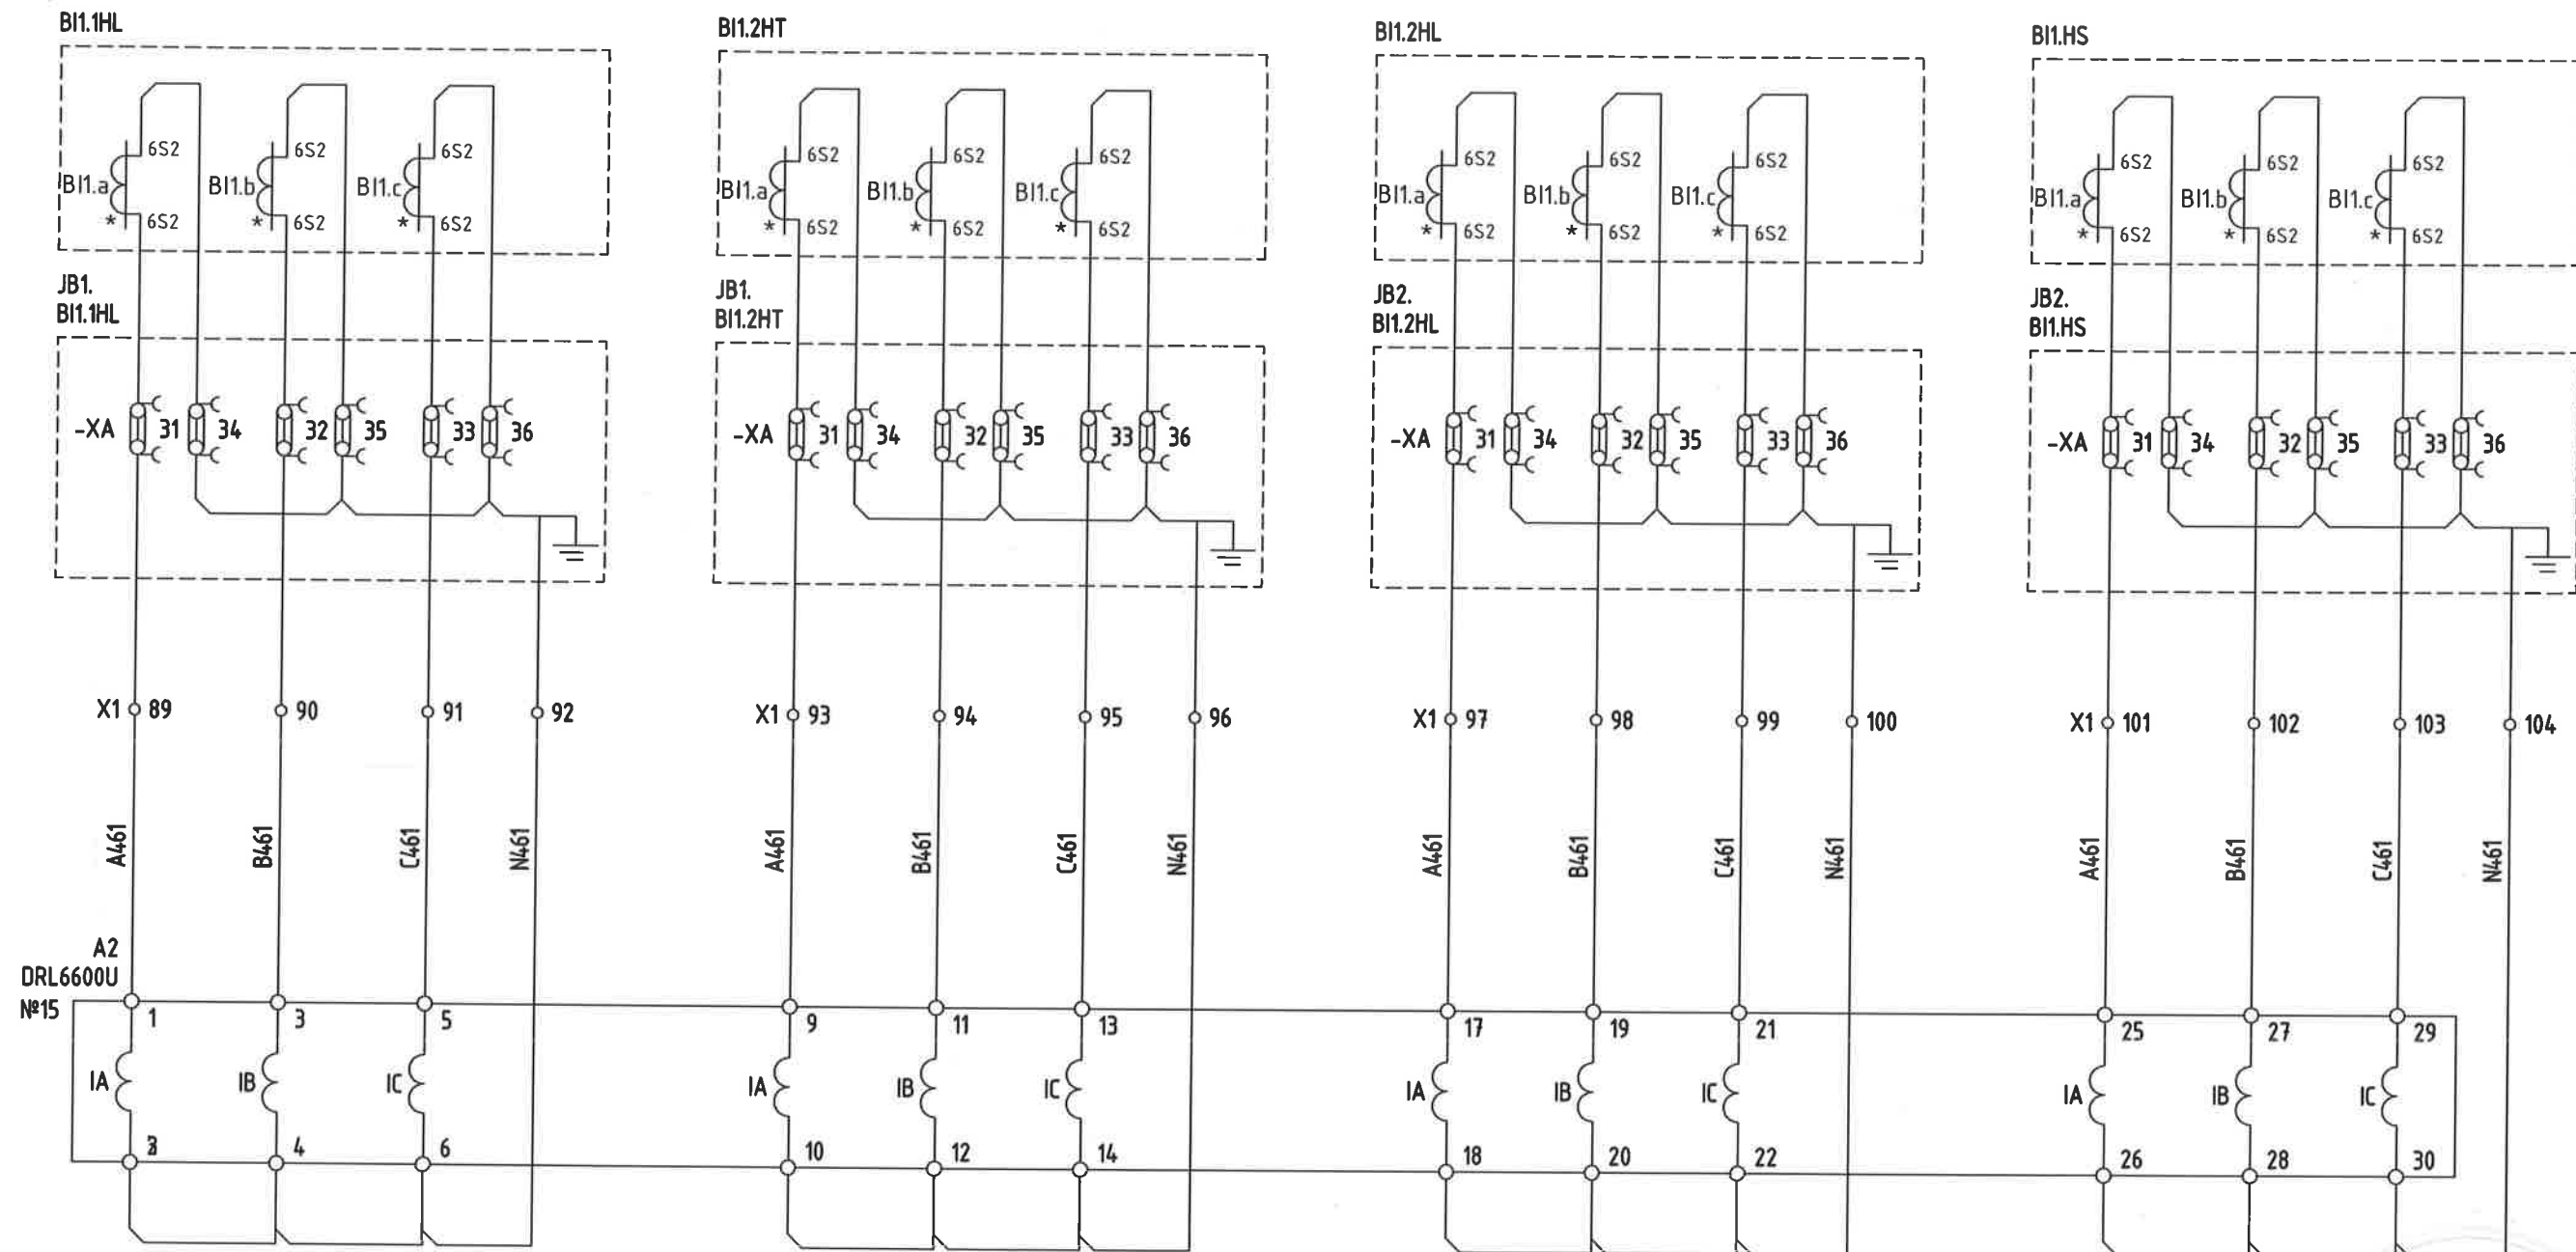 BI1.1HL
BI1.2HT
BI1.2HL
BI1.HS
6S2 6S2 6S2
6S2 6S2 6S2
6S2 6S2 6S2
6S2 6S2 6S2
BI1.a BI1.b BI1.c
BI1.a BI1.b BI1.c
BI1.a BI1.b BI1.c
BI1.a BI1.b BI1.c
* 6S2 * 6S2 * 6S2
* 6S2 * 6S2 * 6S2
* 6S2 * 6S2 * 6S2
* 6S2 * 6S2 * 6S2
JB1.
BI1.1HL
JB1.
BI1.2HT
JB2.
BI1.2HL
JB2.
BI1.HS
-XA 31 34 32 35 33 36
-XA 31 34 32 35 33 36
-XA 31 34 32 35 33 36
-XA 31 34 32 35 33 36
X1 89 90 91 92
X1 93 94 95 96
X1 97 98 99 100
X1 101 102 103 104
A461 B461 C461 N461
A461 B461 C461 N461
A461 B461 C461 N461
A461 B461 C461 N461
A2
DRL6600U
№15
1 3 5
9 11 13
17 19 21
25 27 29
IA IB IC
IA IB IC
IA IB IC
IA IB IC
4 6
10 12 14
18 20 22
26 28 30